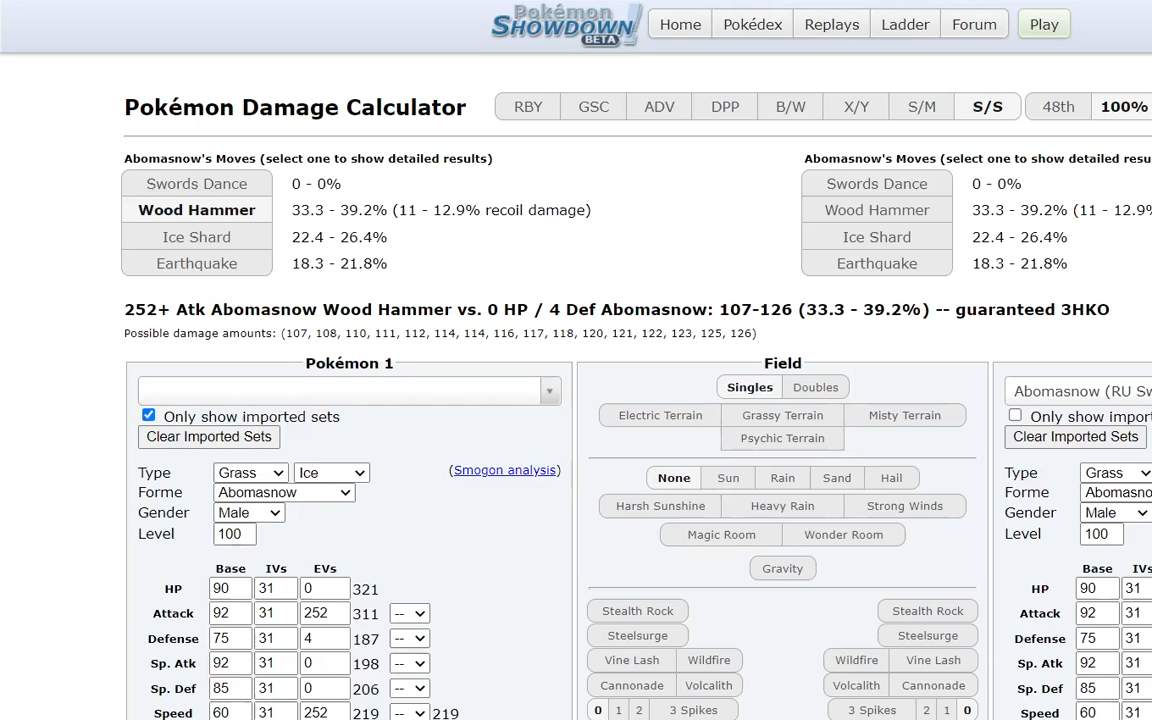 Pokémon
SHOWDOWN!
BETA
Home Pokédex Replays Ladder Forum Play
Pokémon Damage Calculator RBY GSC ADV DPP B/W X/Y S/M S/S 48th 100%
Abomasnow's Moves (select one to show detailed results) Abomasnow's Moves (select one to show detailed resu
Swords Dance 0 - 0% Swords Dance 0 - 0%
Wood Hammer 33.3 - 39.2% (11 - 12.9% recoil damage) Wood Hammer 33.3 - 39.2% (11 - 12.9%
Ice Shard 22.4 - 26.4% Ice Shard 22.4 - 26.4%
Earthquake 18.3 - 21.8% Earthquake 18.3 - 21.8%
252+ Atk Abomasnow Wood Hammer vs. 0 HP / 4 Def Abomasnow: 107-126 (33.3 - 39.2%) -- guaranteed 3HKO
Possible damage amounts: (107, 108, 110, 111, 112, 114, 114, 116, 117, 118, 120, 121, 122, 123, 125, 126)
Pokémon 1 Field
Singles Doubles Abomasnow (RU Sw
Only show imported sets Electric Terrain Grassy Terrain Misty Terrain Only show import
Clear Imported Sets Psychic Terrain Clear Imported Sets
Type Grass Ice (Smogon analysis) None Sun Rain Sand Hail Type Grass
Forme Abomasnow Harsh Sunshine Heavy Rain Strong Winds Forme Abomasno
Gender Male Gender Male
Level 100 Magic Room Wonder Room Level 100
Base IVs EVs Gravity Base IVs
HP 90 31 0 321 HP 90 31
Attack 92 31 252 311 -- Stealth Rock Stealth Rock Attack 92 31
Defense 75 31 4 187 -- Steelsurge Steelsurge Defense 75 31
Sp. Atk 92 31 0 198 -- Vine Lash Wildfire Wildfire Vine Lash Sp. Atk 92 31
Sp. Def 85 31 0 206 -- Cannonade Volcalith Volcalith Cannonade Sp. Def 85 31
Speed 60 31 252 219 -- 219 0 1 2 3 Spikes 3 Spikes 2 1 0 Speed 60 31